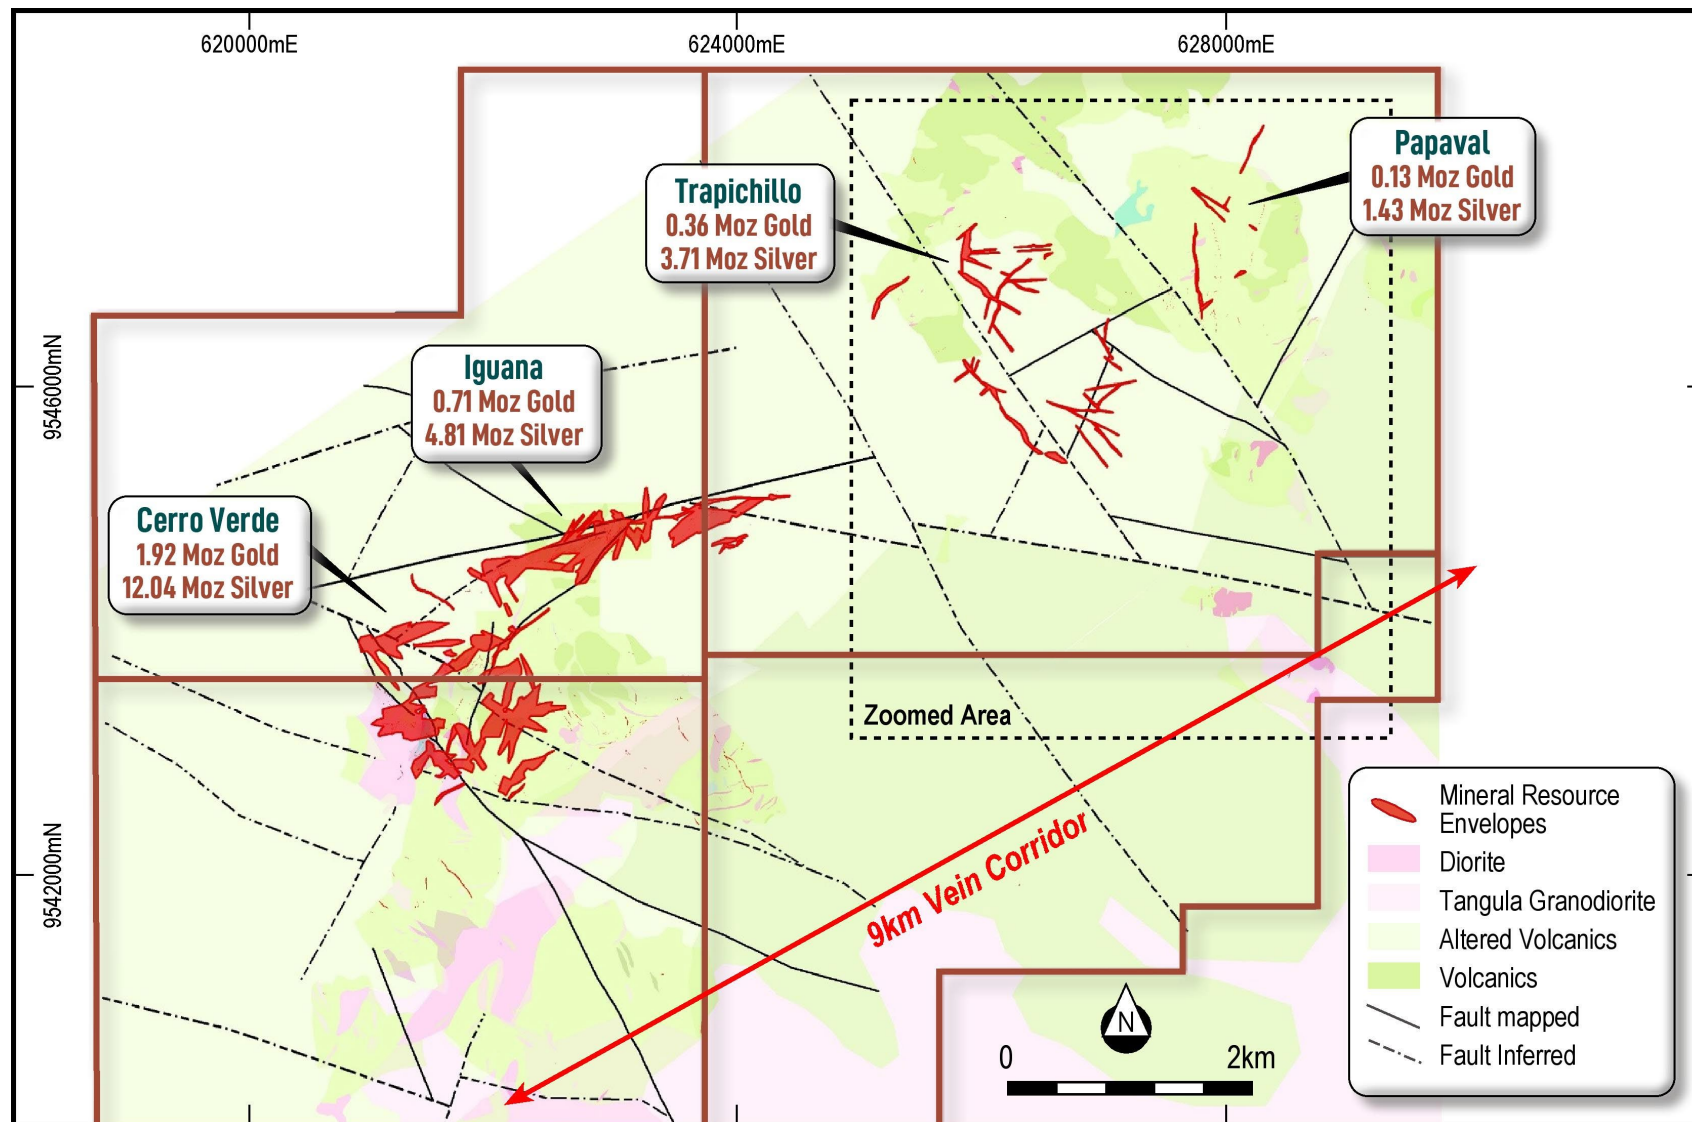 620000mE
624000mE
628000mE
9546000mN
9542000mN
Papaval
0.13 Moz Gold
1.43 Moz Silver
Trapichillo
0.36 Moz Gold
3.71 Moz Silver
Iguana
0.71 Moz Gold
4.81 Moz Silver
Cerro Verde
1.92 Moz Gold
12.04 Moz Silver
Zoomed Area
9km Vein Corridor
Mineral Resource
Envelopes
Diorite
Tangula Granodiorite
Altered Volcanics
Volcanics
Fault mapped
Fault Inferred
N
0
2km